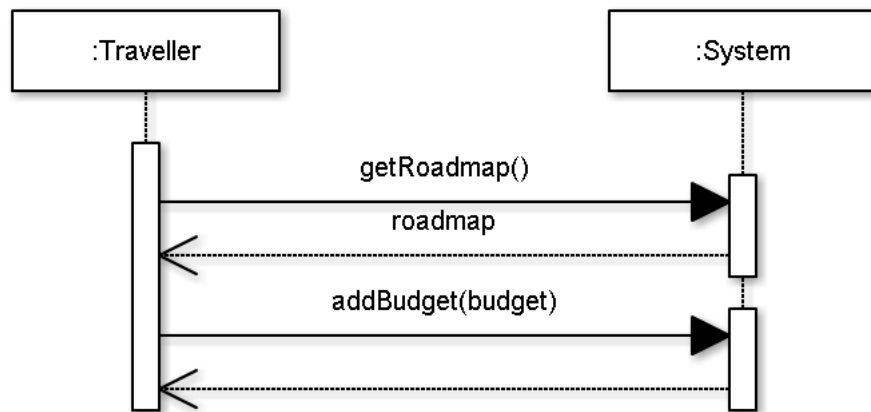 :Traveller
:System
getRoadmap()
roadmap
addBudget(budget)